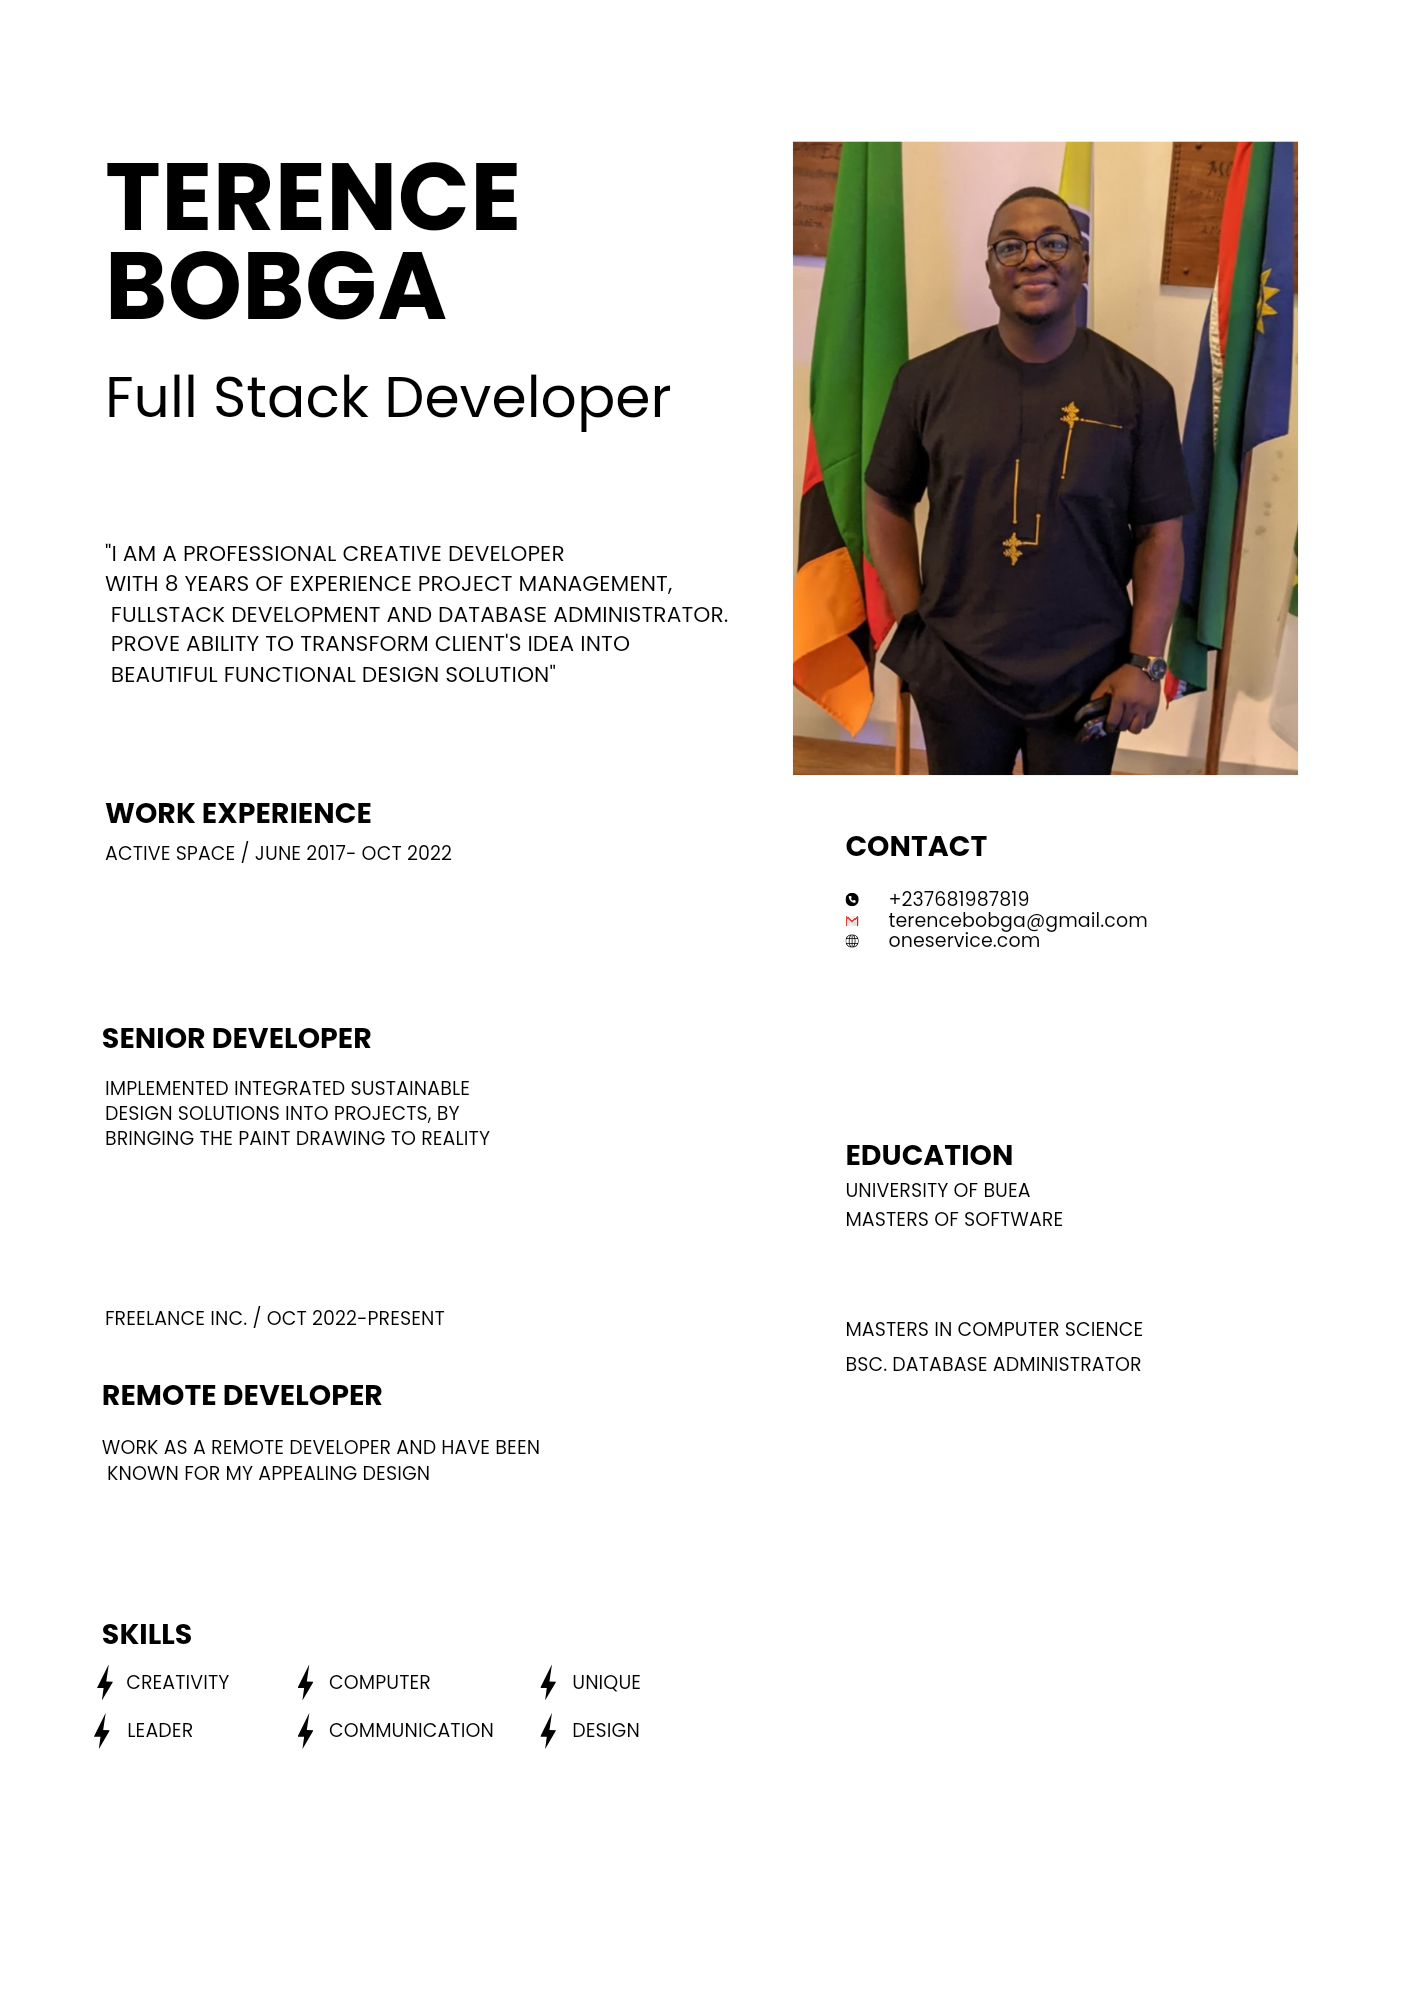 TERENCE
BOBGA
Full Stack Developer
"I AM A PROFESSIONAL CREATIVE DEVELOPER
WITH 8 YEARS OF EXPERIENCE PROJECT MANAGEMENT,
FULLSTACK DEVELOPMENT AND DATABASE ADMINISTRATOR.
PROVE ABILITY TO TRANSFORM CLIENT'S IDEA INTO
BEAUTIFUL FUNCTIONAL DESIGN SOLUTION"
WORK EXPERIENCE
ACTIVE SPACE / JUNE 2017- OCT 2022
SENIOR DEVELOPER
IMPLEMENTED INTEGRATED SUSTAINABLE
DESIGN SOLUTIONS INTO PROJECTS, BY
BRINGING THE PAINT DRAWING TO REALITY
FREELANCE INC. / OCT 2022-PRESENT
REMOTE DEVELOPER
WORK AS A REMOTE DEVELOPER AND HAVE BEEN
KNOWN FOR MY APPEALING DESIGN
SKILLS
CREATIVITY COMPUTER UNIQUE
LEADER COMMUNICATION DESIGN
CONTACT
+237681987819
terencebobga@gmail.com
oneservice.com
EDUCATION
UNIVERSITY OF BUEA
MASTERS OF SOFTWARE
MASTERS IN COMPUTER SCIENCE
BSC. DATABASE ADMINISTRATOR